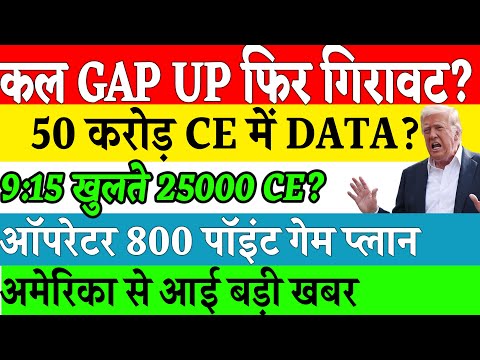 कल GAP UP फिर गिरावट?
50 करोड़ CE में DATA?
9:15 खुलते 25000 CE?
ऑपरेटर 800 पॉइंट गेम प्लान
अमेरिका से आई बड़ी खबर